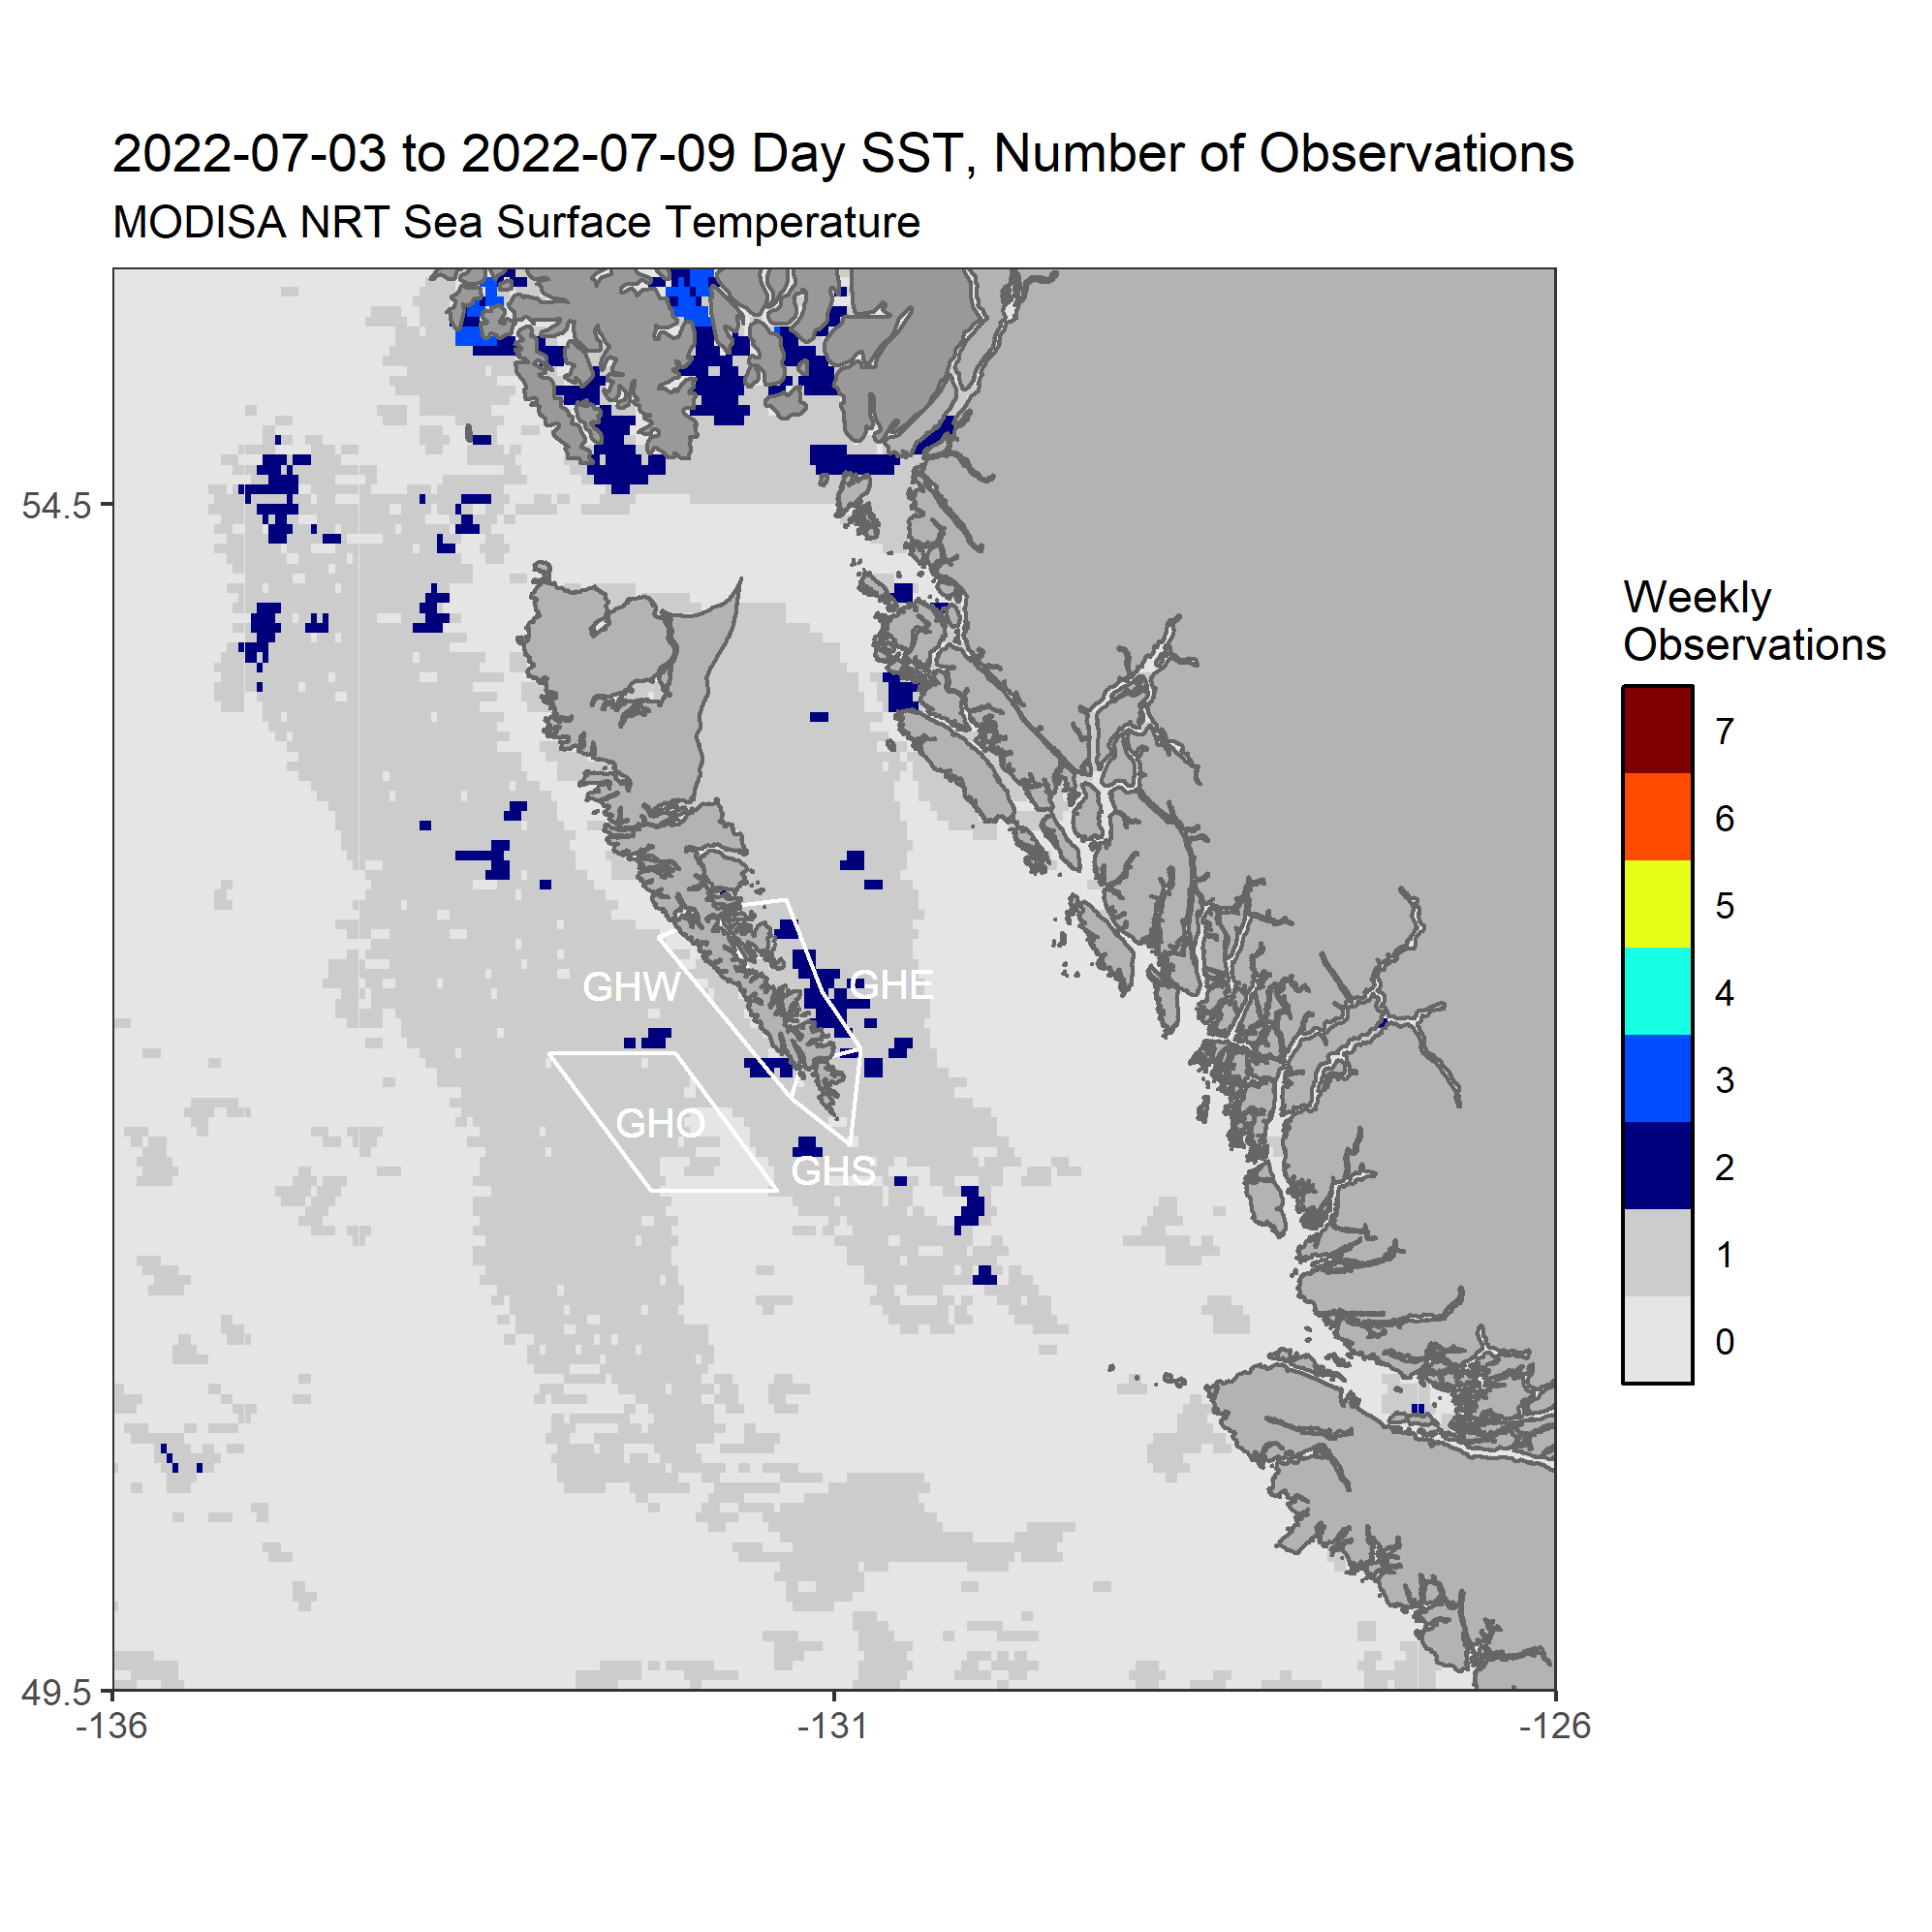 2022-07-03 to 2022-07-09 Day SST, Number of Observations
MODISA NRT Sea Surface Temperature
54.5
49.5
-136
-131
-126
GHW
GHE
GHO
GHS
Weekly
Observations
7
6
5
4
3
2
1
0